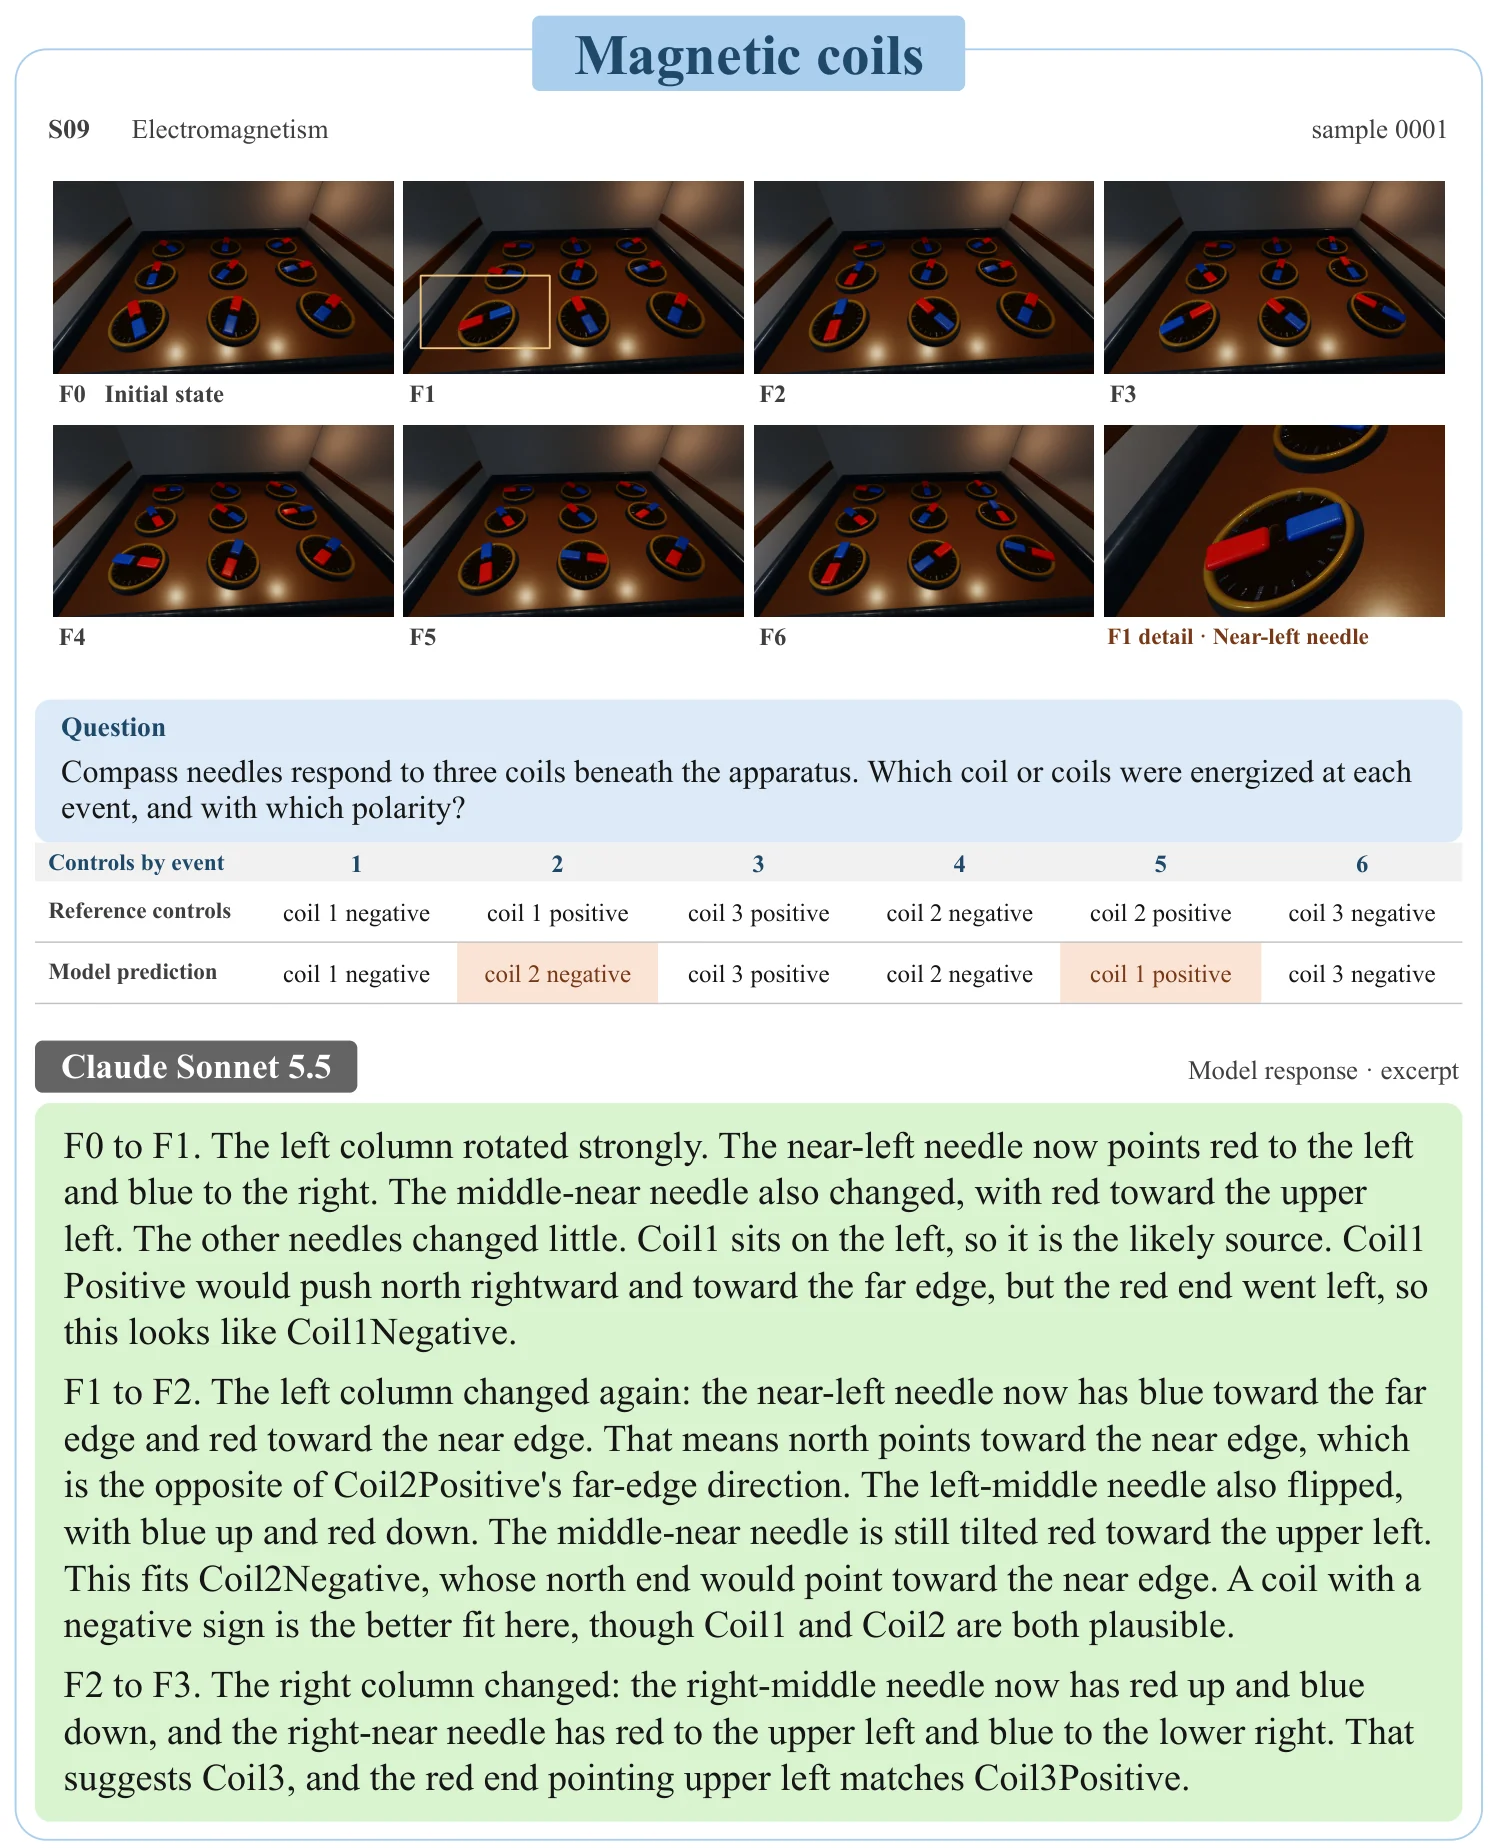 Magnetic coils
S09 Electromagnetism sample 0001
F0 Initial state F1 F2 F3
F4 F5 F6 F1 detail · Near-left needle
Question
Compass needles respond to three coils beneath the apparatus. Which coil or coils were energized at each
event, and with which polarity?
Controls by event 1 2 3 4 5 6
Reference controls coil 1 negative coil 1 positive coil 3 positive coil 2 negative coil 2 positive coil 3 negative
Model prediction coil 1 negative coil 2 negative coil 3 positive coil 2 negative coil 1 positive coil 3 negative
Claude Sonnet 5.5 Model response · excerpt
F0 to F1. The left column rotated strongly. The near-left needle now points red to the left
and blue to the right. The middle-near needle also changed, with red toward the upper
left. The other needles changed little. Coil1 sits on the left, so it is the likely source. Coil1
Positive would push north rightward and toward the far edge, but the red end went left, so
this looks like Coil1Negative.
F1 to F2. The left column changed again: the near-left needle now has blue toward the far
edge and red toward the near edge. That means north points toward the near edge, which
is the opposite of Coil2Positive's far-edge direction. The left-middle needle also flipped,
with blue up and red down. The middle-near needle is still tilted red toward the upper left.
This fits Coil2Negative, whose north end would point toward the near edge. A coil with a
negative sign is the better fit here, though Coil1 and Coil2 are both plausible.
F2 to F3. The right column changed: the right-middle needle now has red up and blue
down, and the right-near needle has red to the upper left and blue to the lower right. That
suggests Coil3, and the red end pointing upper left matches Coil3Positive.